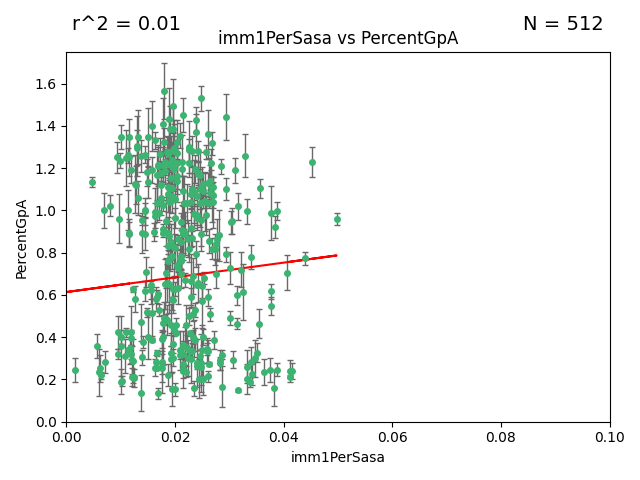 r^2 = 0.01
N = 512
imm1PerSasa vs PercentGpA
PercentGpA
1.6
1.4
1.2
1.0
0.8
0.6
0.4
0.2
0.0
0.00 0.02 0.04 0.06 0.08 0.10
imm1PerSasa